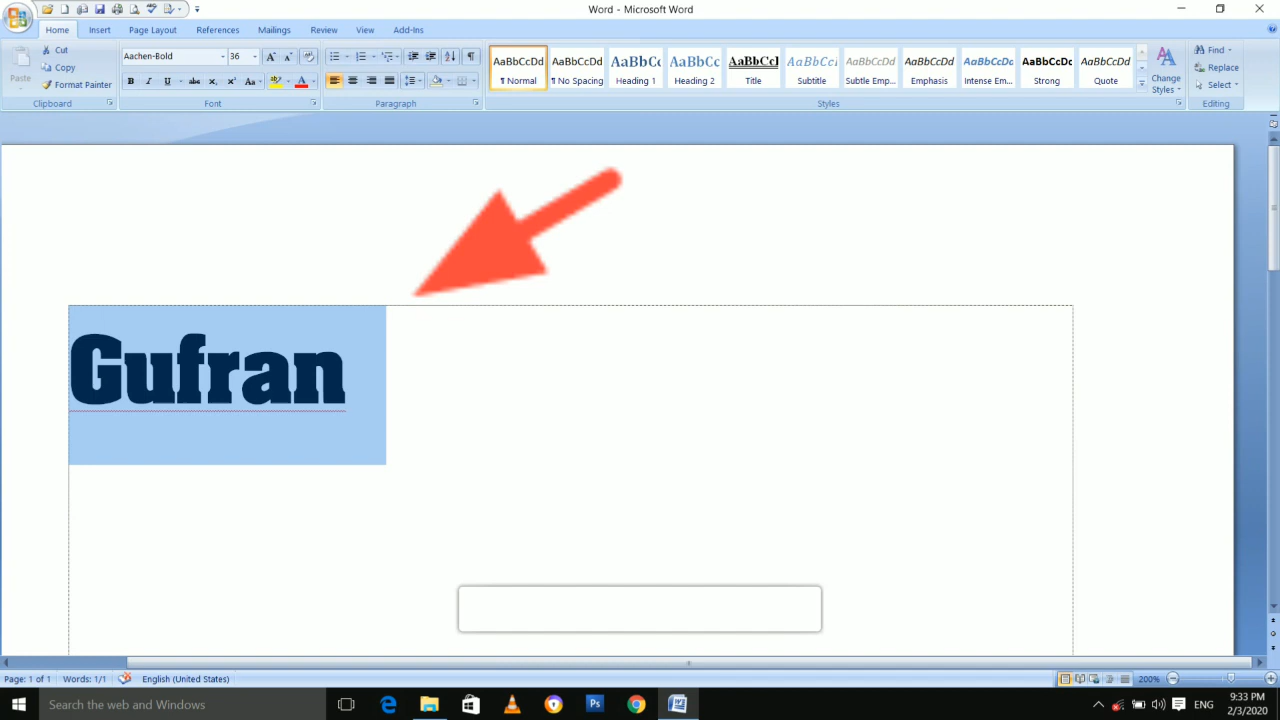 Word - Microsoft Word
Home Insert Page Layout References Mailings Review View Add-Ins
Paste
Cut
Copy
Format Painter
Clipboard
Aachen-Bold 36
Font
Paragraph
AaBbCcDd AaBbCcDd AaBbC AaBbCc AaBbCcI AaBbCcL AaBbCcDd AaBbCcDd AaBbCcDc AaBbCcDc AaBbCcDd
¶ Normal ¶ No Spacing Heading 1 Heading 2 Title Subtitle Subtle Emp... Emphasis Intense Em... Strong Quote
Change Styles
Styles
Find
Replace
Select
Editing
Gufran
Page: 1 of 1 Words: 1/1 English (United States) 200%
Search the web and Windows
ENG
9:33 PM
2/3/2020